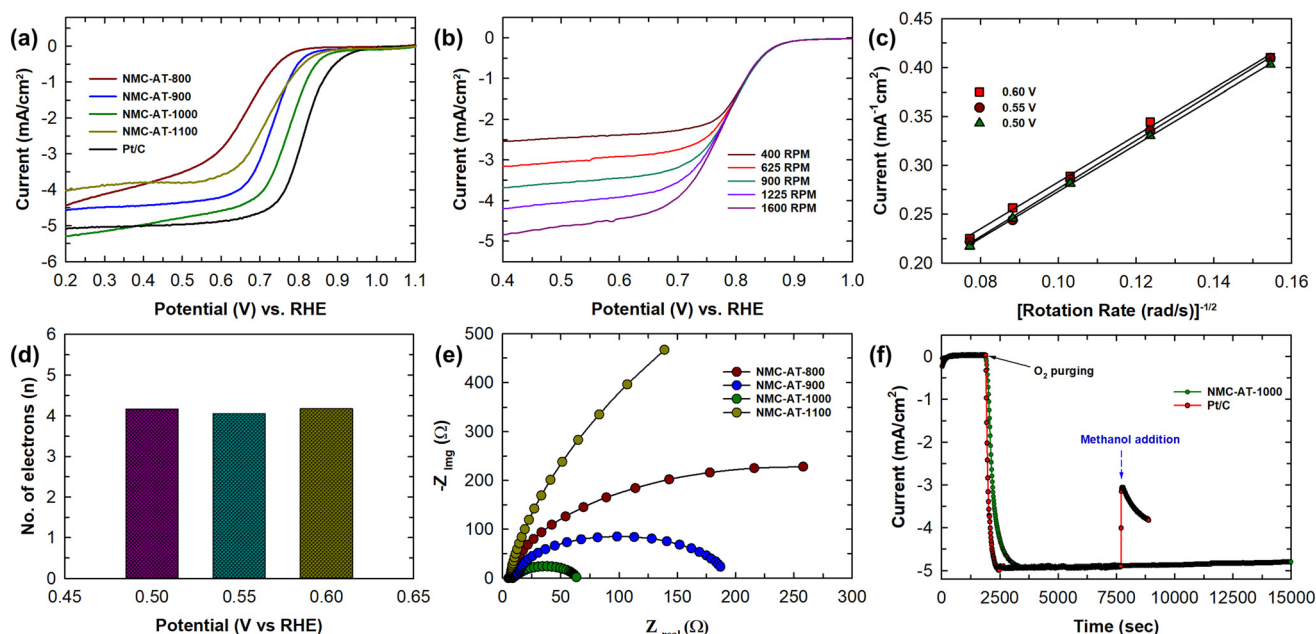 (a)
NMC-AT-800
NMC-AT-900
NMC-AT-1000
NMC-AT-1100
Pt/C
Current (mA/cm²)
0
-1
-2
-3
-4
-5
-6
0.2 0.3 0.4 0.5 0.6 0.7 0.8 0.9 1.0 1.1
Potential (V) vs. RHE
(b)
400 RPM
625 RPM
900 RPM
1225 RPM
1600 RPM
Current (mA/cm²)
0
-1
-2
-3
-4
-5
0.4 0.5 0.6 0.7 0.8 0.9 1.0
Potential (V) vs. RHE
(c)
0.60 V
0.55 V
0.50 V
Current (mA⁻¹cm²)
0.45
0.40
0.35
0.30
0.25
0.20
0.08 0.10 0.12 0.14 0.16
[Rotation Rate (rad/s)]⁻¹/²
(d)
No. of electrons (n)
6
5
4
3
2
1
0
0.45 0.50 0.55 0.60 0.65
Potential (V vs RHE)
(e)
NMC-AT-800
NMC-AT-900
NMC-AT-1000
NMC-AT-1100
-Z Img (Ω)
500
400
300
200
100
0
0 50 100 150 200 250 300
Z real (Ω)
(f)
O₂ purging
NMC-AT-1000
Pt/C
Methanol addition
Current (mA/cm²)
0
-1
-2
-3
-4
-5
0 2500 5000 7500 10000 12500 15000
Time (sec)